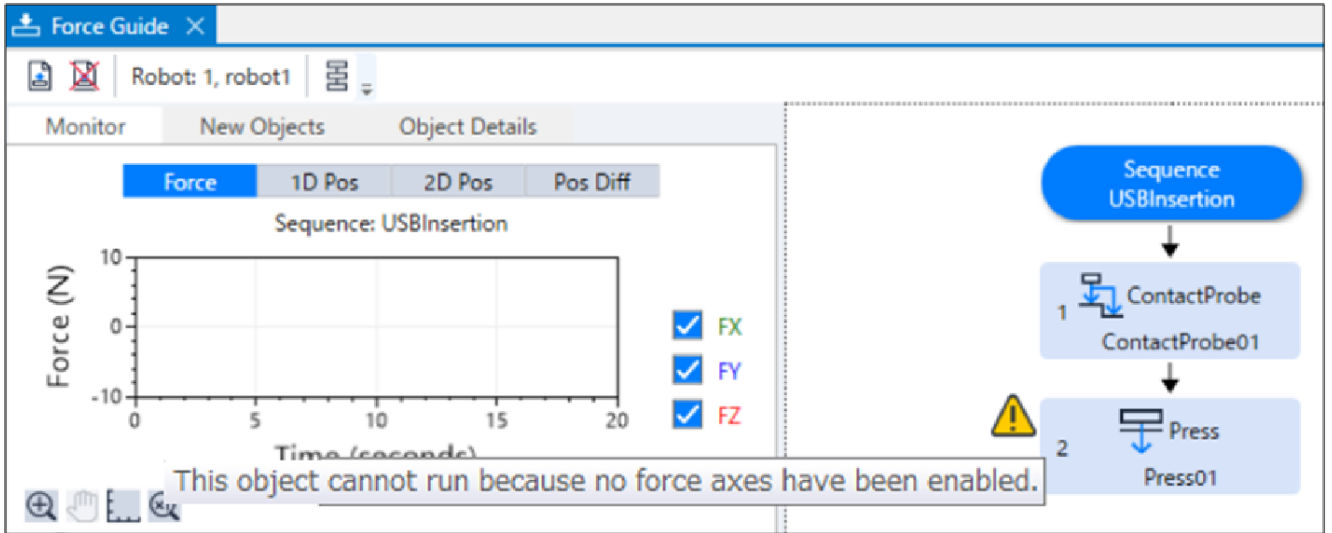 Force Guide
Robot: 1, robot1
Monitor New Objects Object Details
Force 1D Pos 2D Pos Pos Diff
Sequence: USBInsertion
Force (N)
10
0
-10
0 5 10 15 20
Time (seconds)
FX
FY
FZ
This object cannot run because no force axes have been enabled.
Sequence
USBInsertion
1 ContactProbe
ContactProbe01
2 Press
Press01